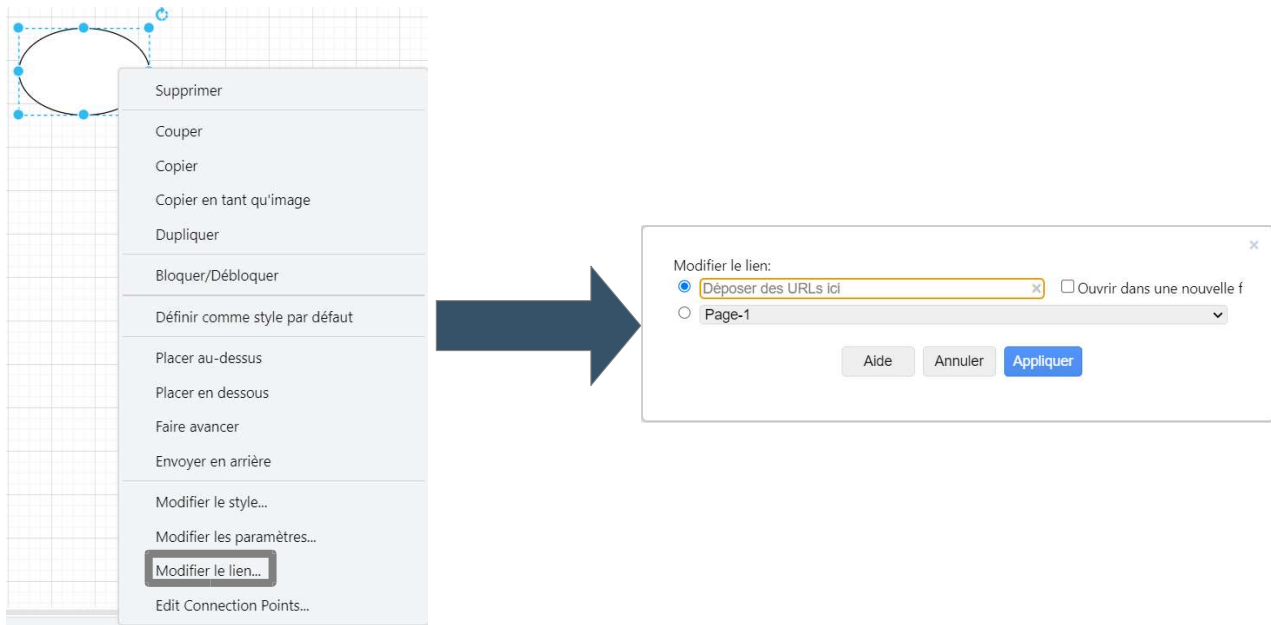 Supprimer
Couper
Copier
Copier en tant qu'image
Dupliquer
Bloquer/Débloquer
Définir comme style par défaut
Placer au-dessus
Placer en dessous
Faire avancer
Envoyer en arrière
Modifier le style...
Modifier les paramètres...
Modifier le lien...
Edit Connection Points...
Modifier le lien:
Déposer des URLs ici
Ouvrir dans une nouvelle f
Page-1
Aide Annuler Appliquer